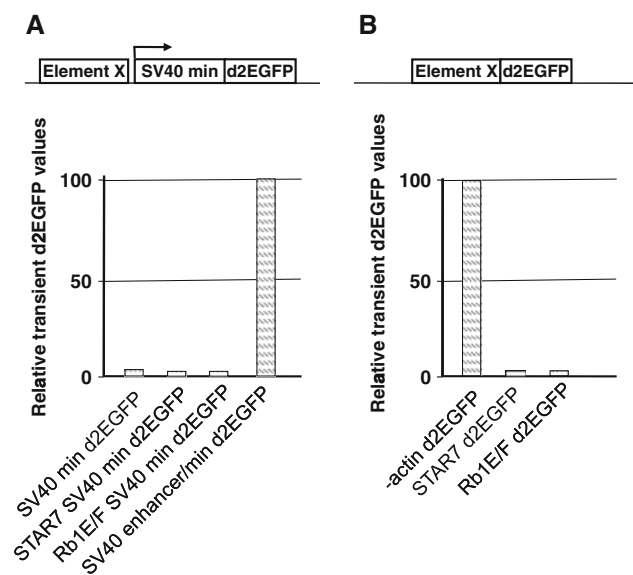 A
Element X
SV40 min
d2EGFP
Relative transient d2EGFP values
100
50
0
SV40 min d2EGFP
STAR7 SV40 min d2EGFP
Rb1E/F SV40 min d2EGFP
SV40 enhancer/min d2EGFP
B
Element X
d2EGFP
Relative transient d2EGFP values
100
50
0
-actin d2EGFP
STAR7 d2EGFP
Rb1E/F d2EGFP